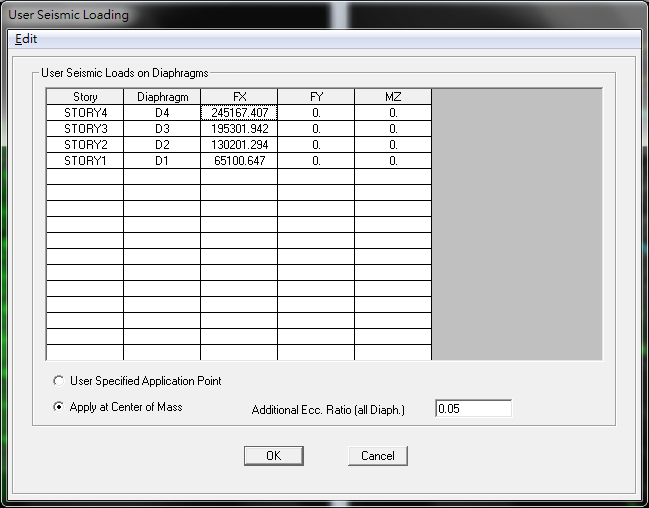 User Seismic Loading
Edit
User Seismic Loads on Diaphragms
Story Diaphragm FX FY MZ
STORY4 D4 245167.407 0. 0.
STORY3 D3 195301.942 0. 0.
STORY2 D2 130201.294 0. 0.
STORY1 D1 65100.647 0. 0.
User Specified Application Point
Apply at Center of Mass
Additional Ecc. Ratio (all Diaph.) 0.05
OK Cancel